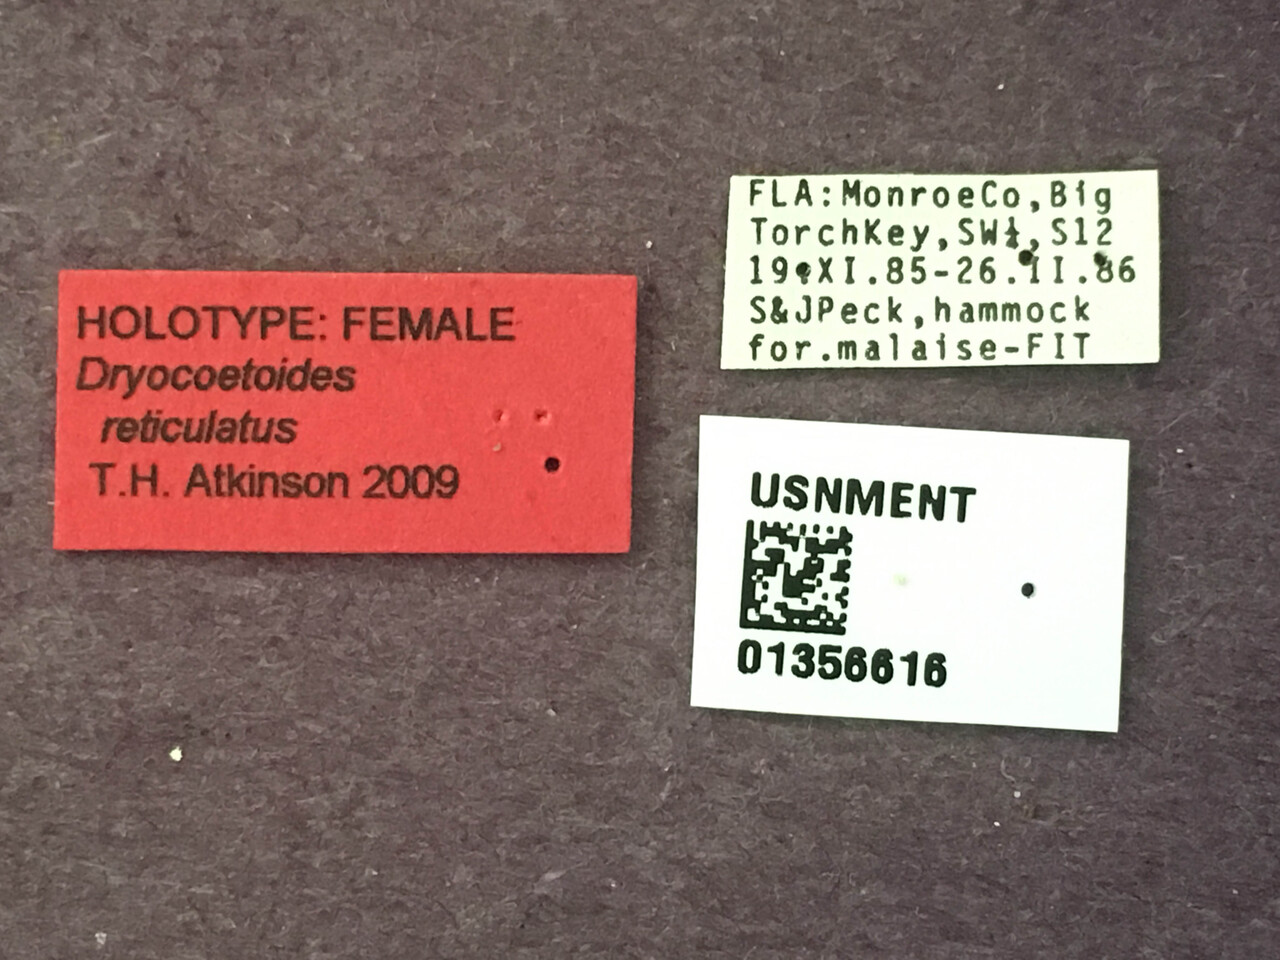 HOLOTYPE: FEMALE
Dryocoetoides
reticulatus
T.H. Atkinson 2009
FLA:MonroeCo,Big
TorchKey,SW¼,S12
19.XI.85-26.II.86
S&JPeck,hammock
for.malaise-FIT
USNMENT
01356616